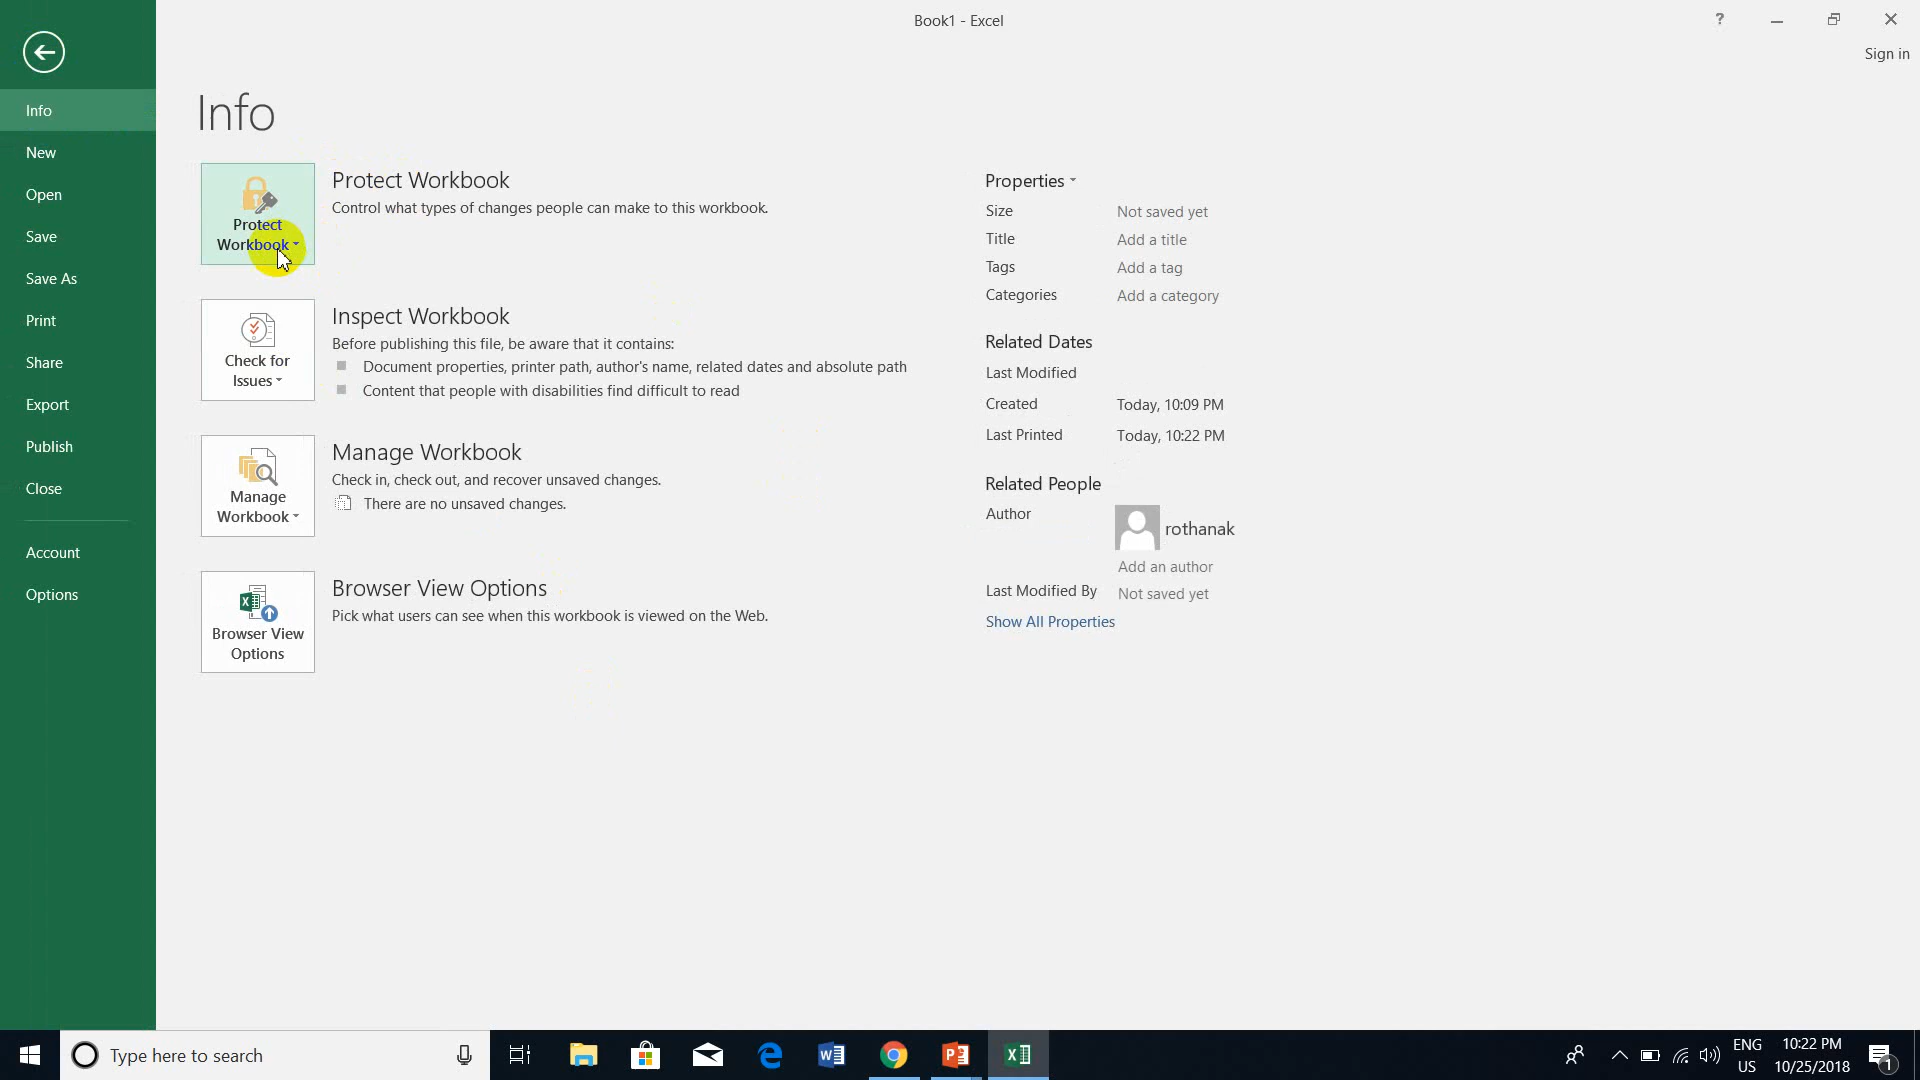 Book1 - Excel
?
Sign in
Info
New
Open
Save
Save As
Print
Share
Export
Publish
Close
Account
Options
Info
Protect
Workbook
Protect Workbook
Control what types of changes people can make to this workbook.
Check for
Issues
Inspect Workbook
Before publishing this file, be aware that it contains:
Document properties, printer path, author's name, related dates and absolute path
Content that people with disabilities find difficult to read
Manage
Workbook
Manage Workbook
Check in, check out, and recover unsaved changes.
There are no unsaved changes.
Browser View
Options
Browser View Options
Pick what users can see when this workbook is viewed on the Web.
Properties
Size Not saved yet
Title Add a title
Tags Add a tag
Categories Add a category
Related Dates
Last Modified
Created Today, 10:09 PM
Last Printed Today, 10:22 PM
Related People
Author rothanak
Add an author
Last Modified By Not saved yet
Show All Properties
Type here to search
ENG
US
10:22 PM
10/25/2018
1